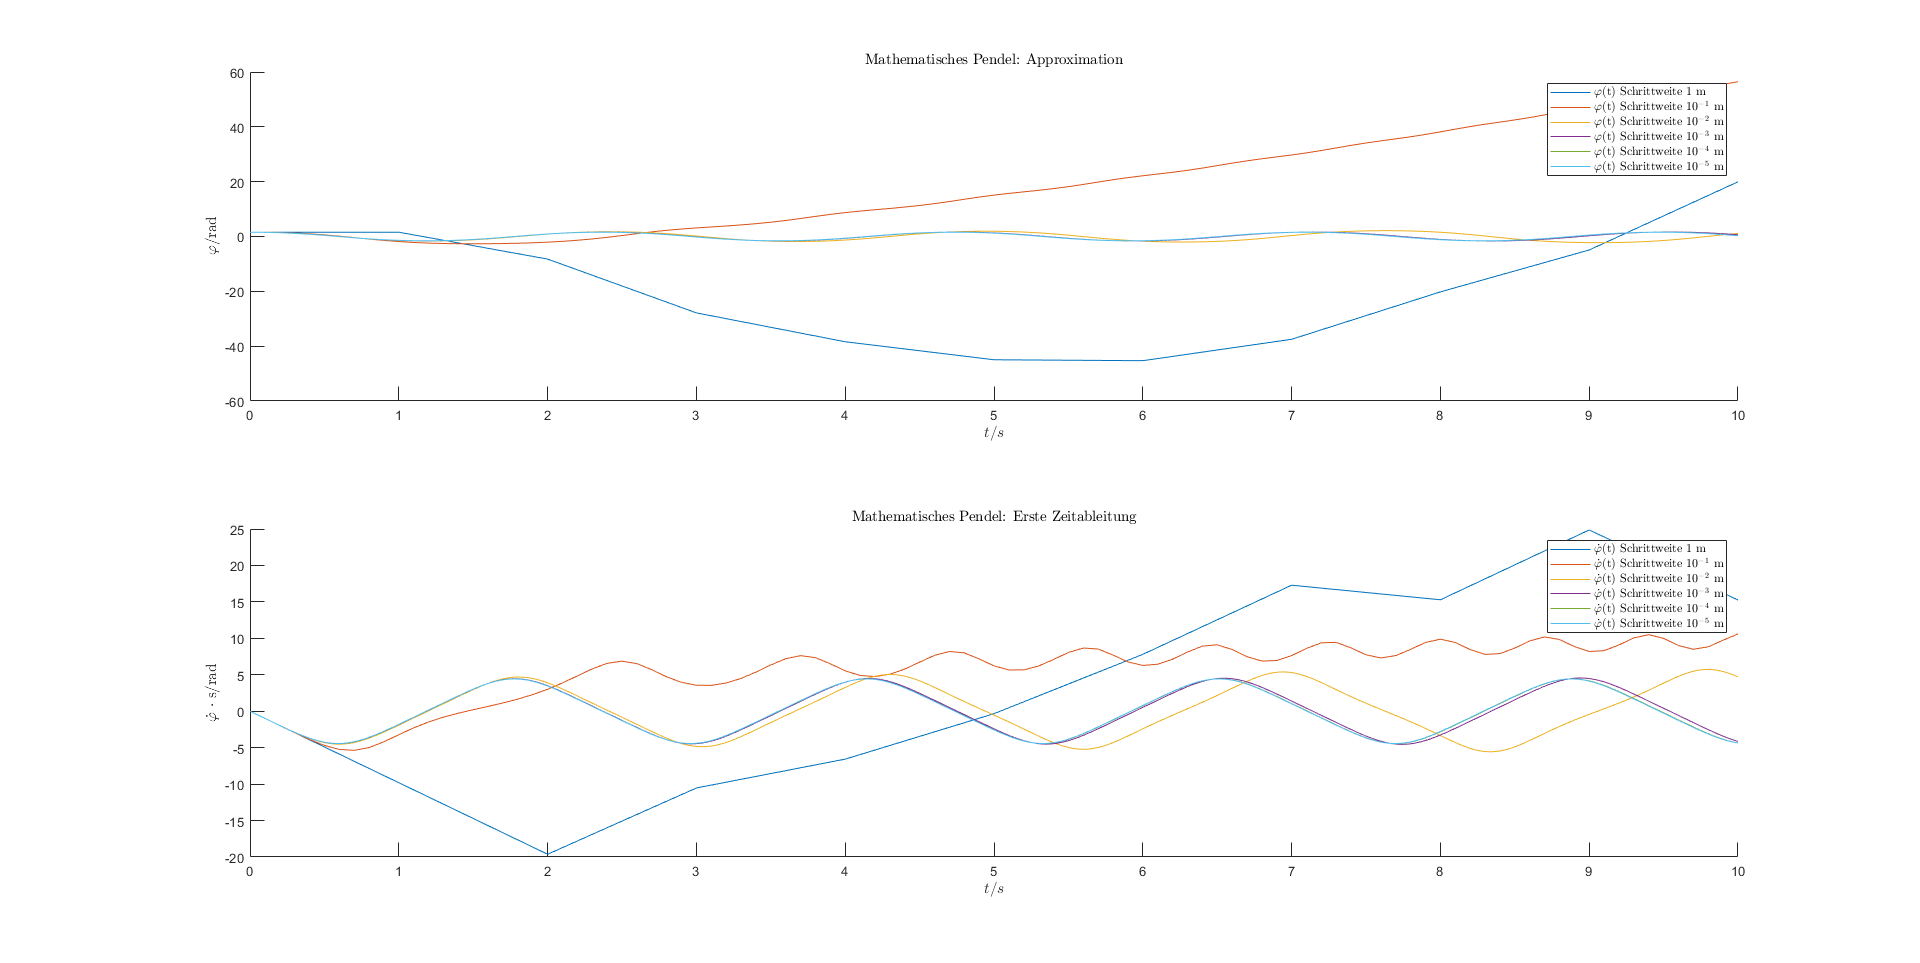 Mathematisches Pendel: Approximation
60
40
20
0
-20
-40
-60
φ/rad
0 1 2 3 4 5 6 7 8 9 10
t/s
φ(t) Schrittweite 1 m
φ(t) Schrittweite 10⁻¹ m
φ(t) Schrittweite 10⁻² m
φ(t) Schrittweite 10⁻³ m
φ(t) Schrittweite 10⁻⁴ m
φ(t) Schrittweite 10⁻⁵ m
Mathematisches Pendel: Erste Zeitableitung
25
20
15
10
5
0
-5
-10
-15
-20
φ̇ · s/rad
0 1 2 3 4 5 6 7 8 9 10
t/s
φ̇(t) Schrittweite 1 m
φ̇(t) Schrittweite 10⁻¹ m
φ̇(t) Schrittweite 10⁻² m
φ̇(t) Schrittweite 10⁻³ m
φ̇(t) Schrittweite 10⁻⁴ m
φ̇(t) Schrittweite 10⁻⁵ m